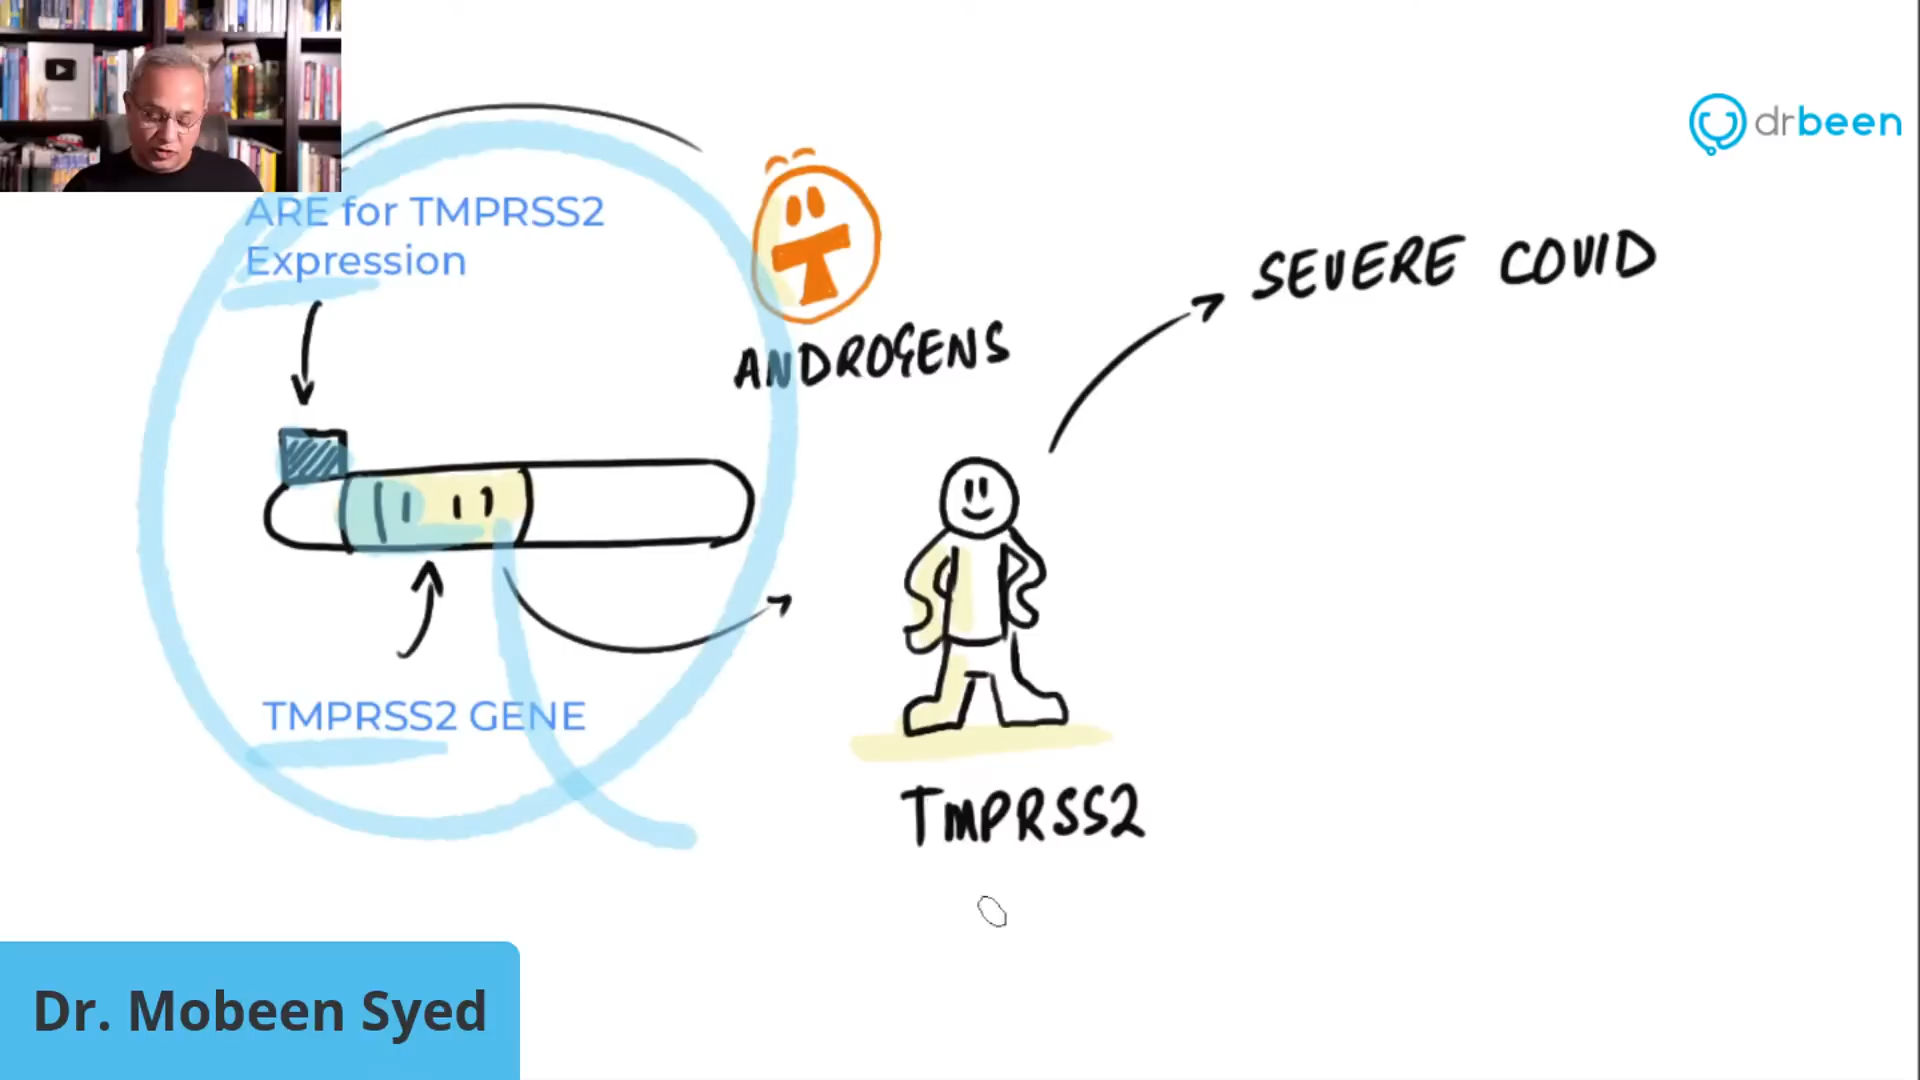 drbeen
ARE for TMPRSS2
Expression
T
ANDROGENS
SEVERE COVID
TMPRSS2 GENE
TMPRSS2
Dr. Mobeen Syed